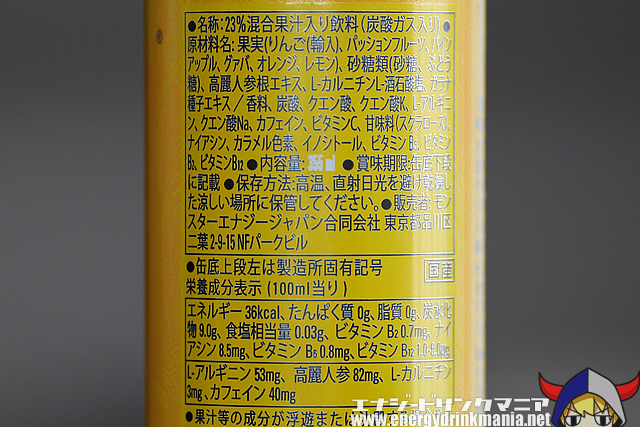 ●名称:23%混合果汁入り飲料(炭酸ガス入り)●
原材料名:果実(りんご(輸入)、パッションフルーツ、パイン
アップル、グァバ、オレンジ、レモン)、砂糖類(砂糖、ぶどう
糖)、高麗人参根エキス、L-カルニチンL-酒石酸塩、ガラナ
種子エキス/香料、炭酸、クエン酸、クエン酸K、L-アルギニ
ン、クエン酸Na、カフェイン、ビタミンC、甘味料(スクラロース)、
ナイアシン、カラメル色素、イノシトール、ビタミンB₆、ビタミン
B₂、ビタミンB12●内容量:355ml●賞味期限:缶底下段
に記載●保存方法:高温、直射日光を避け乾燥し
た涼しい場所に保管してください。●販売者:モン
スターエナジージャパン合同会社 東京都品川区
二葉2-9-15 NFパークビル
●缶底上段左は製造所固有記号 国産
栄養成分表示(100ml当り)
エネルギー 36kcal、たんぱく質 0g、脂質 0g、炭水化
物 9.0g、食塩相当量 0.03g、ビタミン B₂ 0.7mg、ナイ
アシン 8.5mg、ビタミン B₆ 0.8mg、ビタミン B₁₂ 1.0-6.0μg
L-アルギニン 53mg、高麗人参 82mg、L-カルニチン
3mg、カフェイン 40mg
●果汁等の成分が浮遊または
エナジードリンクマニア
www.energydrinkmania.net